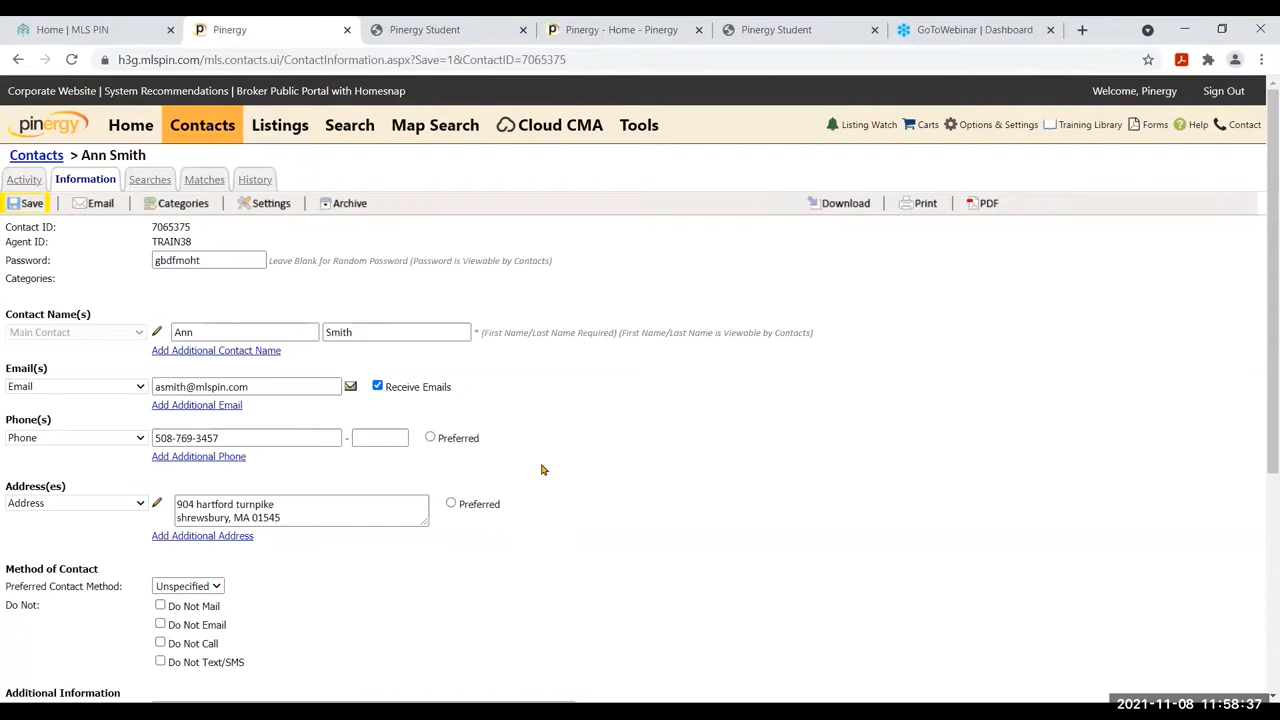 Home | MLS PIN Pinergy Pinergy Student Pinergy - Home - Pinergy Pinergy Student GoToWebinar | Dashboard
h3g.mlspin.com/mls.contacts.ui/ContactInformation.aspx?Save=1&ContactID=7065375
Corporate Website | System Recommendations | Broker Public Portal with Homesnap Welcome, Pinergy Sign Out
pinergy Home Contacts Listings Search Map Search Cloud CMA Tools Listing Watch Carts Options & Settings Training Library Forms Help Contact
Contacts > Ann Smith
Activity Information Searches Matches History
Save Email Categories Settings Archive Download Print PDF
Contact ID: 7065375
Agent ID: TRAIN38
Password: gbdfmoht Leave Blank for Random Password (Password is Viewable by Contacts)
Categories:
Contact Name(s)
Main Contact Ann Smith * (First Name/Last Name Required) (First Name/Last Name is Viewable by Contacts)
Add Additional Contact Name
Email(s)
Email asmith@mlspin.com Receive Emails
Add Additional Email
Phone(s)
Phone 508-769-3457 - Preferred
Add Additional Phone
Address(es)
Address 904 hartford turnpike Preferred
shrewsbury, MA 01545
Add Additional Address
Method of Contact
Preferred Contact Method: Unspecified
Do Not: Do Not Mail
Do Not Email
Do Not Call
Do Not Text/SMS
Additional Information
2021-11-08 11:58:37